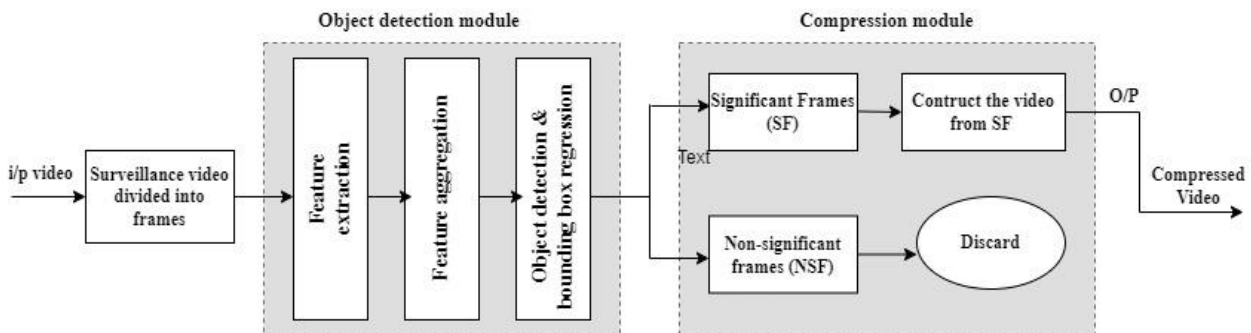 Object detection module
Compression module
i/p video
Surveillance video
divided into
frames
Feature
extraction
Feature aggregation
Object detection &
bounding box regression
Text
Significant Frames
(SF)
Contruct the video
from SF
O/P
Compressed
Video
Non-significant
frames (NSF)
Discard